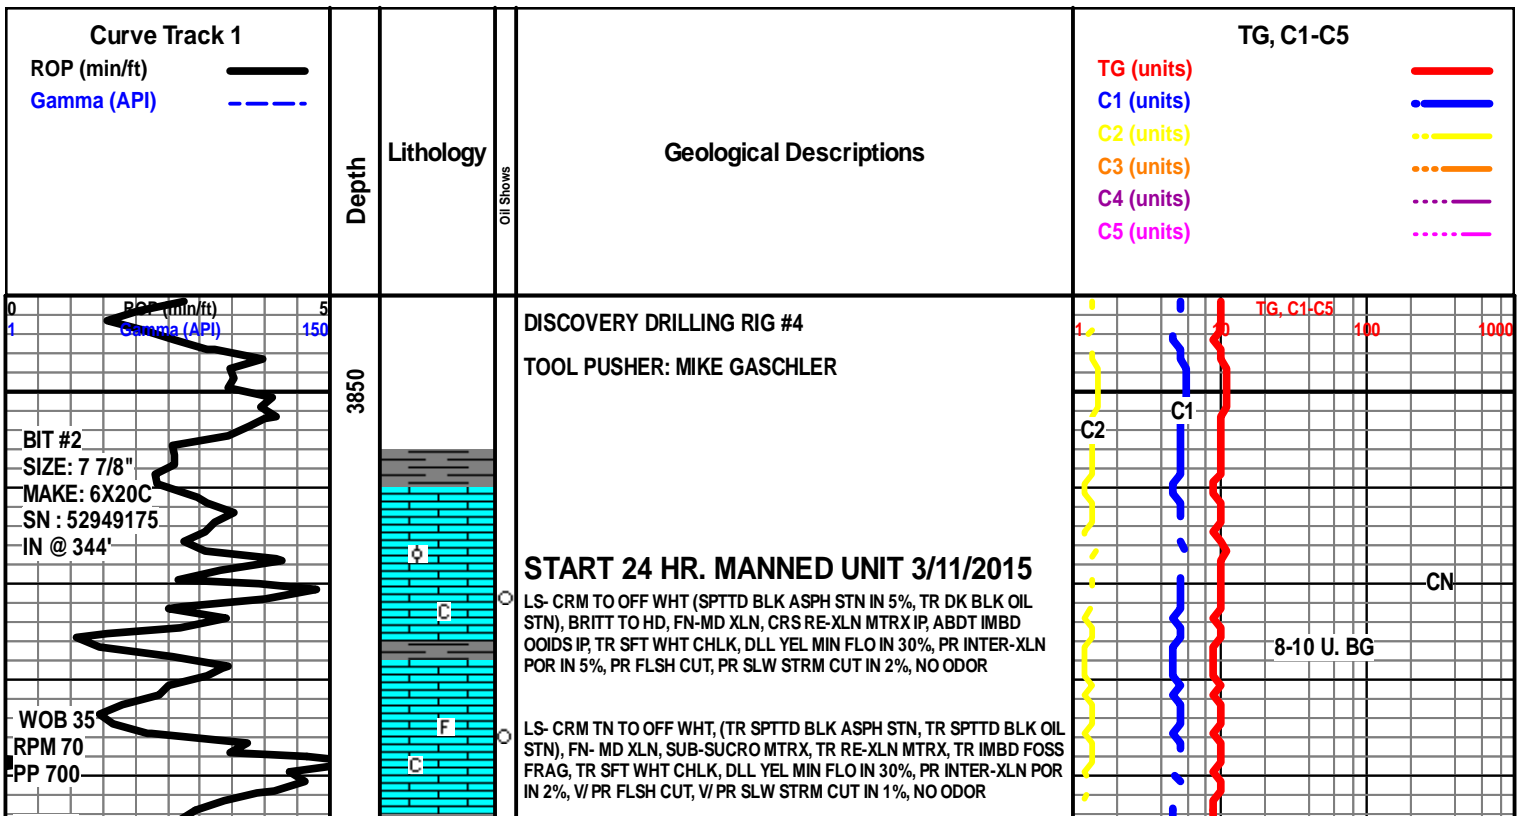 Curve Track 1
ROP (min/ft)
Gamma (API)
Depth
Lithology
Oil Shows
Geological Descriptions
TG, C1-C5
TG (units)
C1 (units)
C2 (units)
C3 (units)
C4 (units)
C5 (units)
0 ROP (min/ft) 5
1 Gamma (API) 150
TG, C1-C5
1 10 100 1000
DISCOVERY DRILLING RIG #4
TOOL PUSHER: MIKE GASCHLER
3850
C1
C2
BIT #2
SIZE: 7 7/8"
MAKE: 6X20C
SN : 52949175
IN @ 344'
START 24 HR. MANNED UNIT 3/11/2015
CN
C
LS- CRM TO OFF WHT (SPTTD BLK ASPH STN IN 5%, TR DK BLK OIL
STN), BRITT TO HD, FN-MD XLN, CRS RE-XLN MTRX IP, ABDT IMBD
OOIDS IP, TR SFT WHT CHLK, DLL YEL MIN FLO IN 30%, PR INTER-XLN
POR IN 5%, PR FLSH CUT, PR SLW STRM CUT IN 2%, NO ODOR
8-10 U. BG
WOB 35
RPM 70
PP 700
F
C
LS- CRM TN TO OFF WHT, (TR SPTTD BLK ASPH STN, TR SPTTD BLK OIL
STN), FN- MD XLN, SUB-SUCRO MTRX, TR RE-XLN MTRX, TR IMBD FOSS
FRAG, TR SFT WHT CHLK, DLL YEL MIN FLO IN 30%, PR INTER-XLN POR
IN 2%, V/ PR FLSH CUT, V/ PR SLW STRM CUT IN 1%, NO ODOR